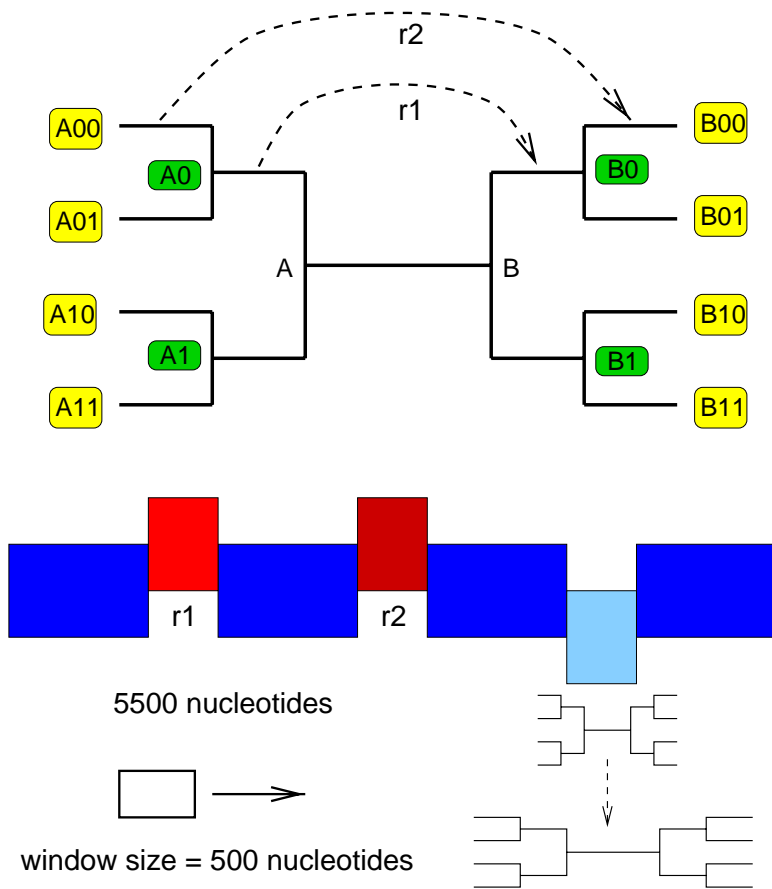 r2
r1
A00
B00
A0
B0
A01
B01
A
B
A10
B10
A1
B1
A11
B11
r1
r2
5500 nucleotides
window size = 500 nucleotides